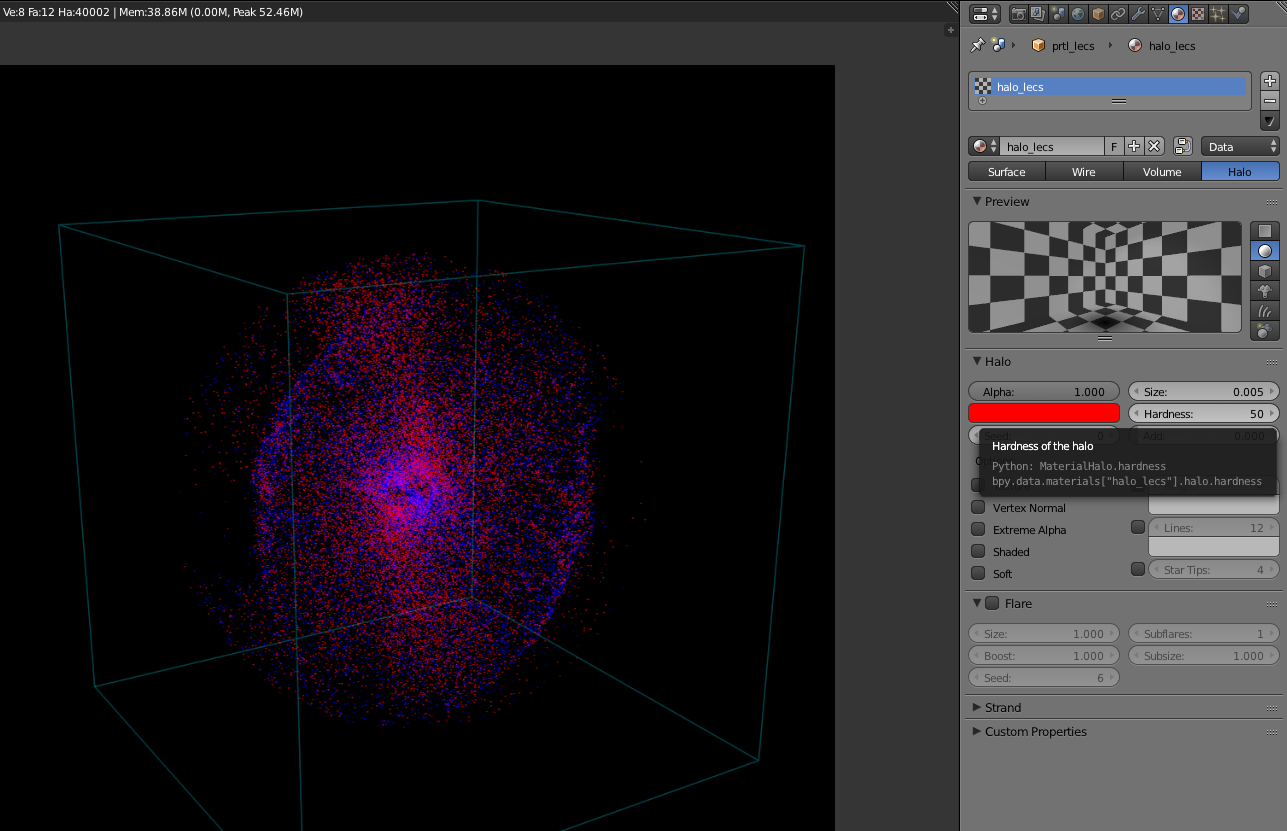 Ve:8 Fa:12 Ha:40002 | Mem:38.86M (0.00M, Peak 52.46M)
prtl_lecs halo_lecs
halo_lecs
halo_lecs F Data
Surface Wire Volume Halo
Preview
Halo
Alpha: 1.000 Size: 0.005
Hardness: 50
Seed: 0 Add: 0.000
Hardness of the halo
Python: MaterialHalo.hardness
bpy.data.materials["halo_lecs"].halo.hardness
Vertex Normal
Extreme Alpha Lines: 12
Shaded
Soft Star Tips: 4
Flare
Size: 1.000 Subflares: 1
Boost: 1.000 Subsize: 1.000
Seed: 6
Strand
Custom Properties